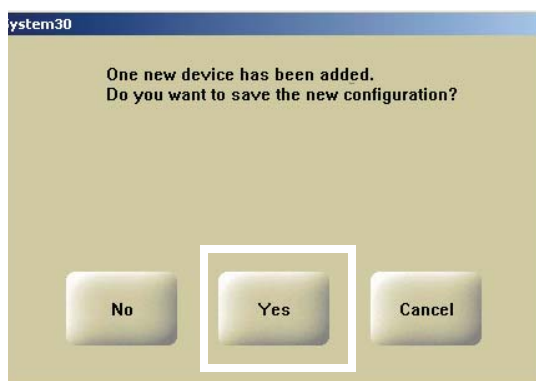 ystem30
One new device has been added.
Do you want to save the new configuration?
No
Yes
Cancel